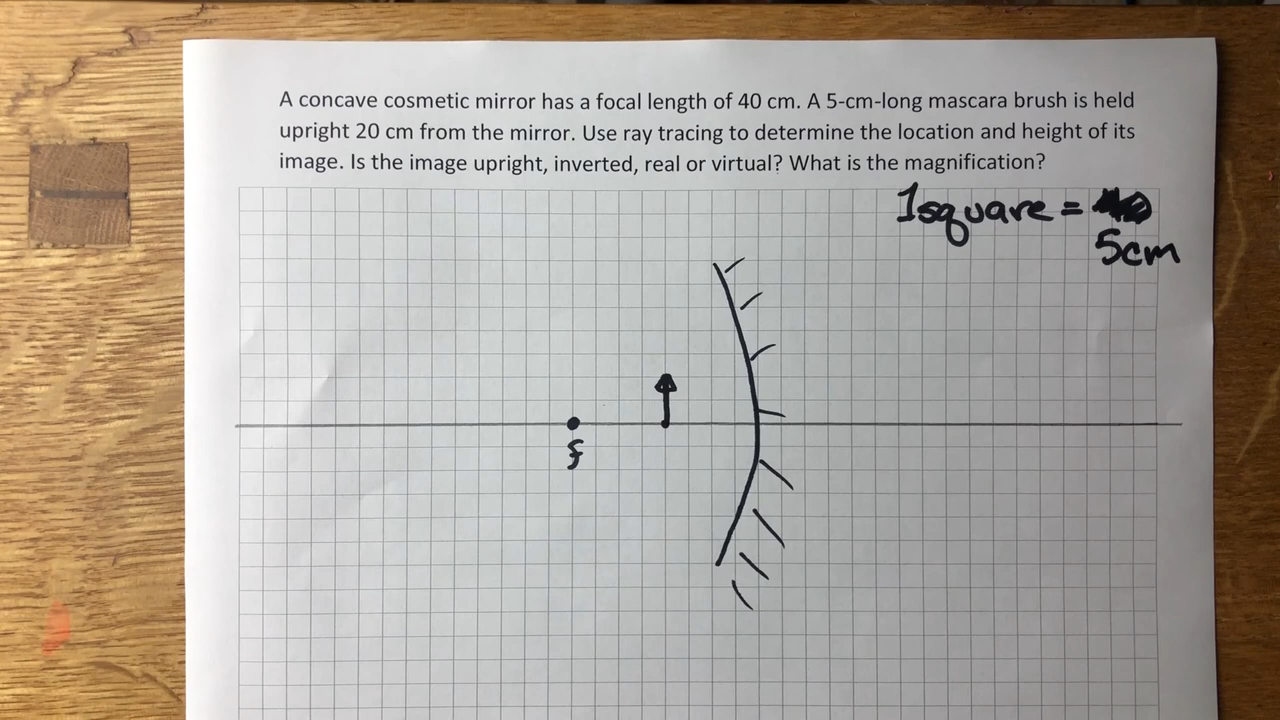 A concave cosmetic mirror has a focal length of 40 cm. A 5-cm-long mascara brush is held
upright 20 cm from the mirror. Use ray tracing to determine the location and height of its
image. Is the image upright, inverted, real or virtual? What is the magnification?
1square =
5cm
f